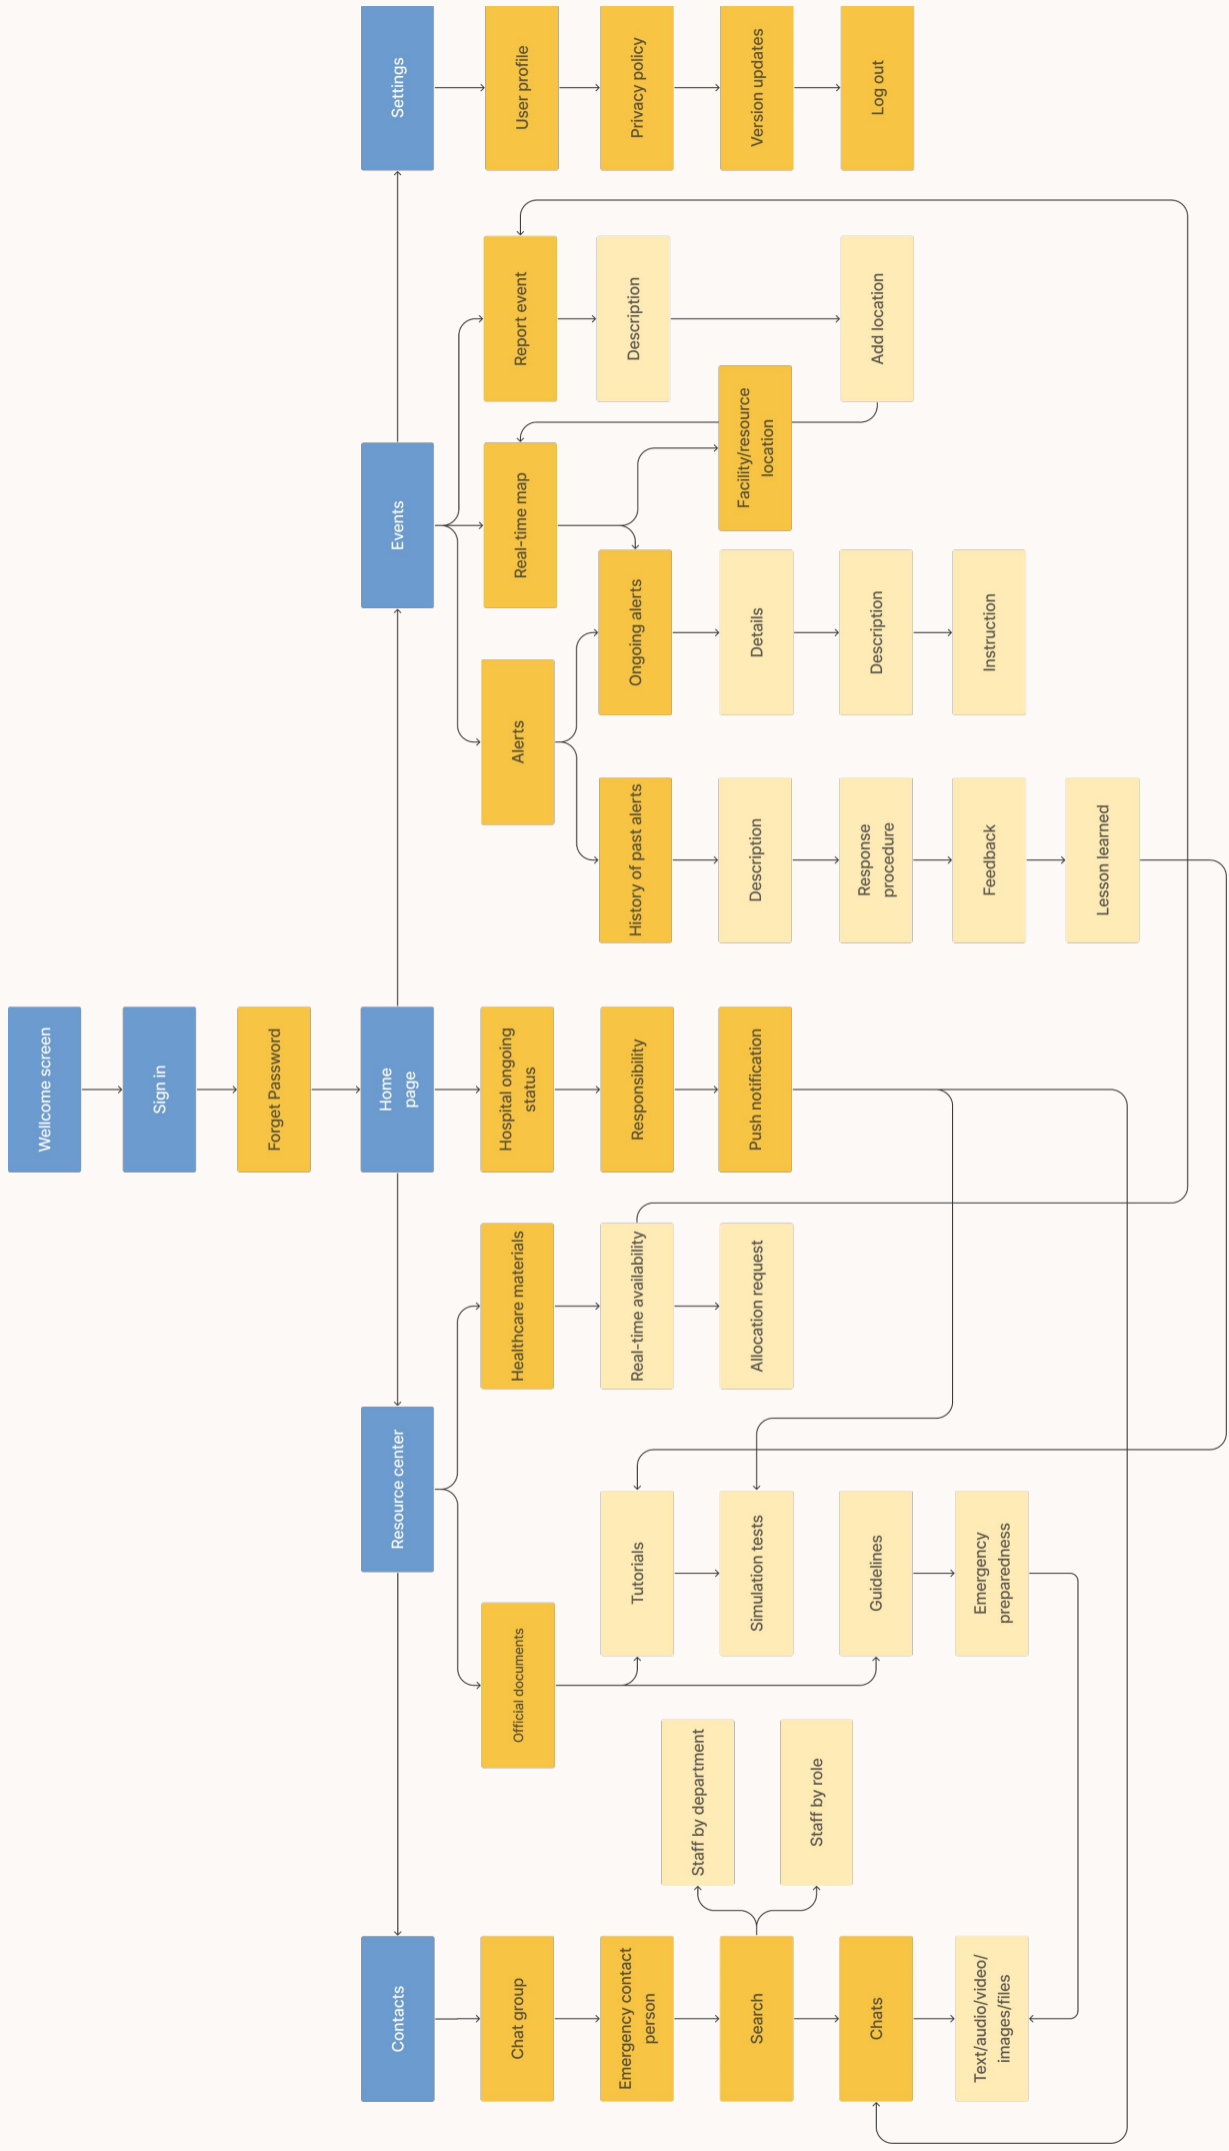 Wellcome screen
Sign in
Forget Password
Home
page
Contacts
Resource center
Events
Settings
Chat group
Emergency contact
person
Search
Chats
Text/audio/video/
images/files
Staff by department
Staff by role
Official documents
Tutorials
Simulation tests
Guidelines
Emergency
preparedness
Healthcare materials
Real-time availability
Allocation request
Hospital ongoing
status
Responsibility
Push notification
Alerts
History of past alerts
Description
Response
procedure
Feedback
Lesson learned
Ongoing alerts
Details
Description
Instruction
Real-time map
Facility/resource
location
Report event
Description
Add location
User profile
Privacy policy
Version updates
Log out